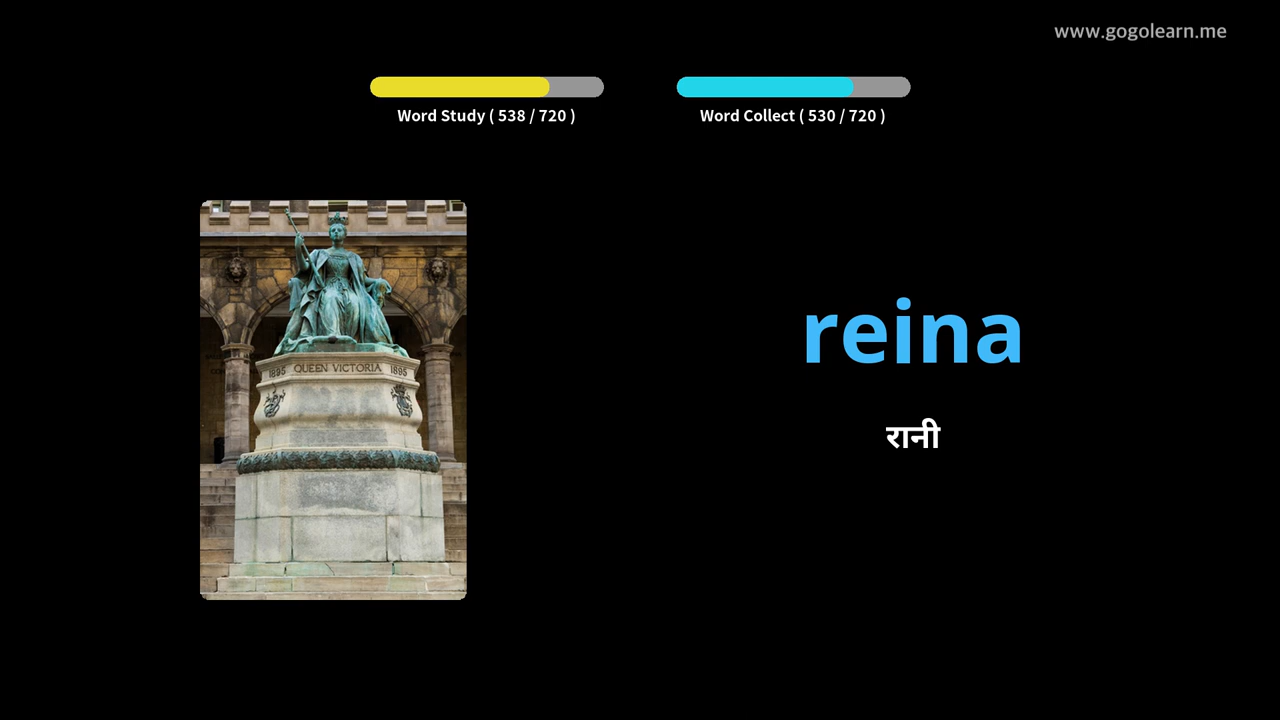 www.gogolearn.me
Word Study ( 538 / 720 )
Word Collect ( 530 / 720 )
1895 QUEEN VICTORIA 1895
reina
रानी